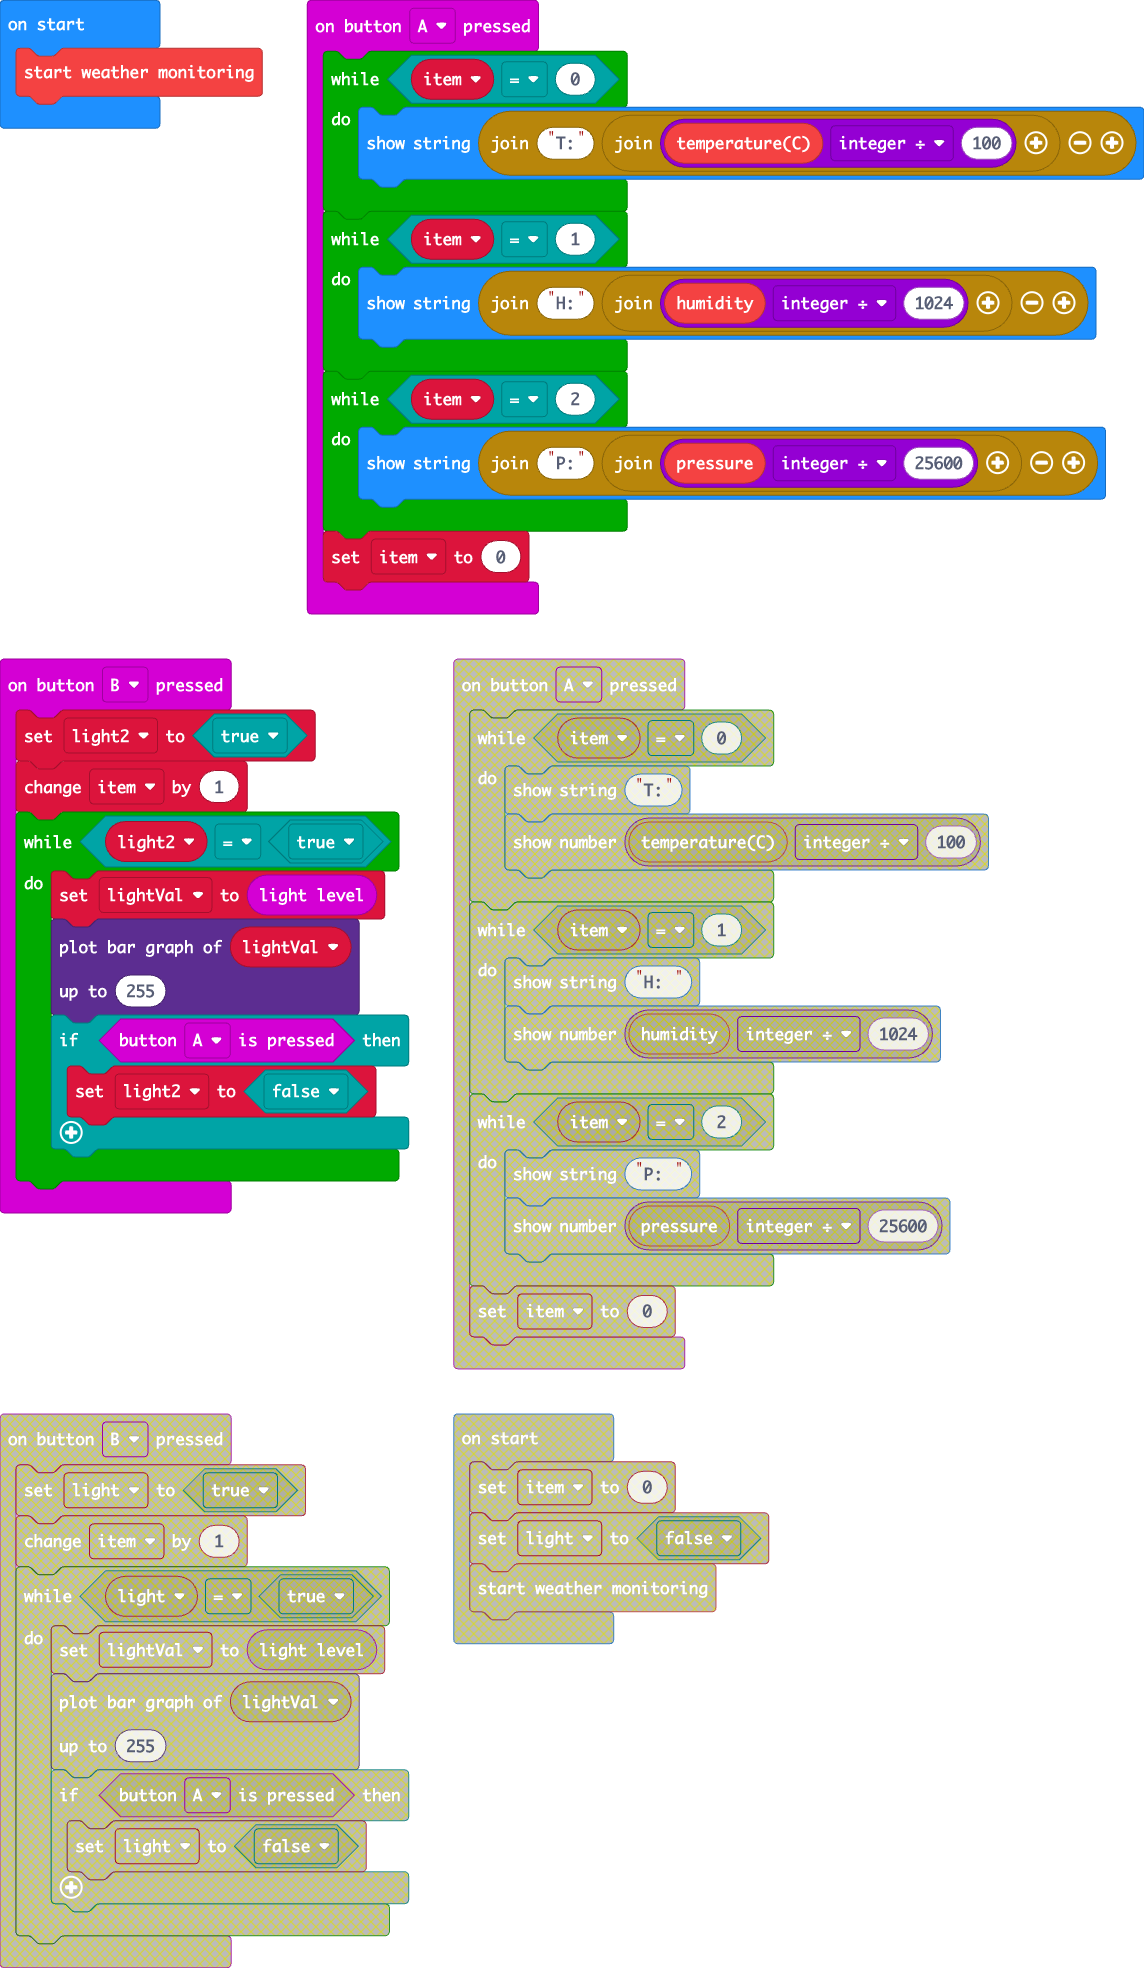 on start
start weather monitoring
on button A pressed
while item = 0
do
show string join "T:" join temperature(C) integer ÷ 100
while item = 1
do
show string join "H:" join humidity integer ÷ 1024
while item = 2
do
show string join "P:" join pressure integer ÷ 25600
set item to 0
on button B pressed
set light2 to true
change item by 1
while light2 = true
do
set lightVal to light level
plot bar graph of lightVal
up to 255
if button A is pressed then
set light2 to false
on button A pressed
while item = 0
do
show string "T:"
show number temperature(C) integer ÷ 100
while item = 1
do
show string "H: "
show number humidity integer ÷ 1024
while item = 2
do
show string "P: "
show number pressure integer ÷ 25600
set item to 0
on button B pressed
set light to true
change item by 1
while light = true
do
set lightVal to light level
plot bar graph of lightVal
up to 255
if button A is pressed then
set light to false
on start
set item to 0
set light to false
start weather monitoring